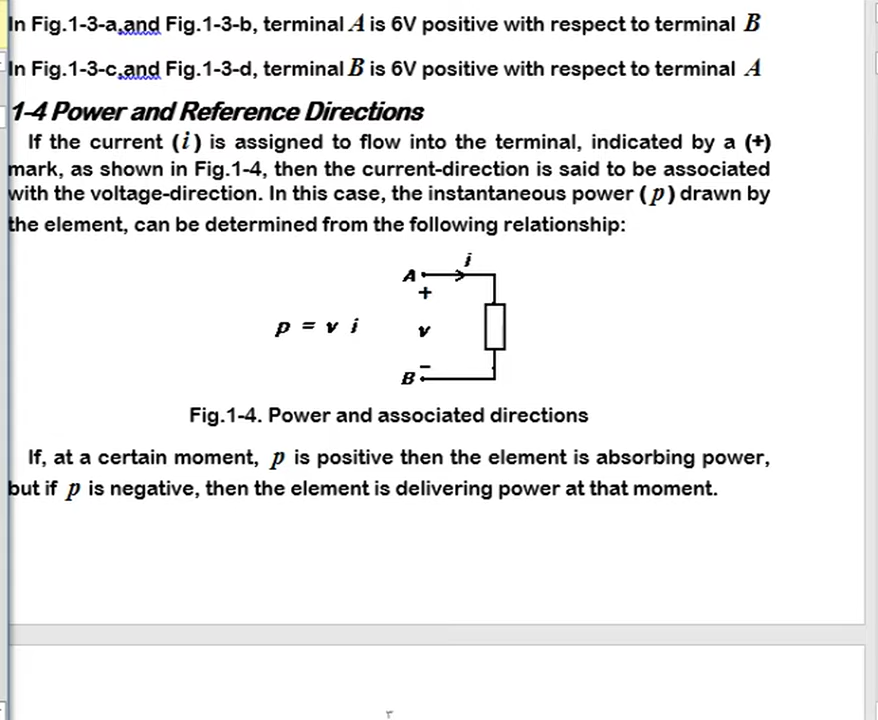 In Fig.1-3-a,and Fig.1-3-b, terminal A is 6V positive with respect to terminal B
In Fig.1-3-c,and Fig.1-3-d, terminal B is 6V positive with respect to terminal A
1-4 Power and Reference Directions
If the current (i) is assigned to flow into the terminal, indicated by a (+)
mark, as shown in Fig.1-4, then the current-direction is said to be associated
with the voltage-direction. In this case, the instantaneous power (p) drawn by
the element, can be determined from the following relationship:
i
A
+
p = v i
v
−
B
Fig.1-4. Power and associated directions
If, at a certain moment, p is positive then the element is absorbing power,
but if p is negative, then the element is delivering power at that moment.
٣